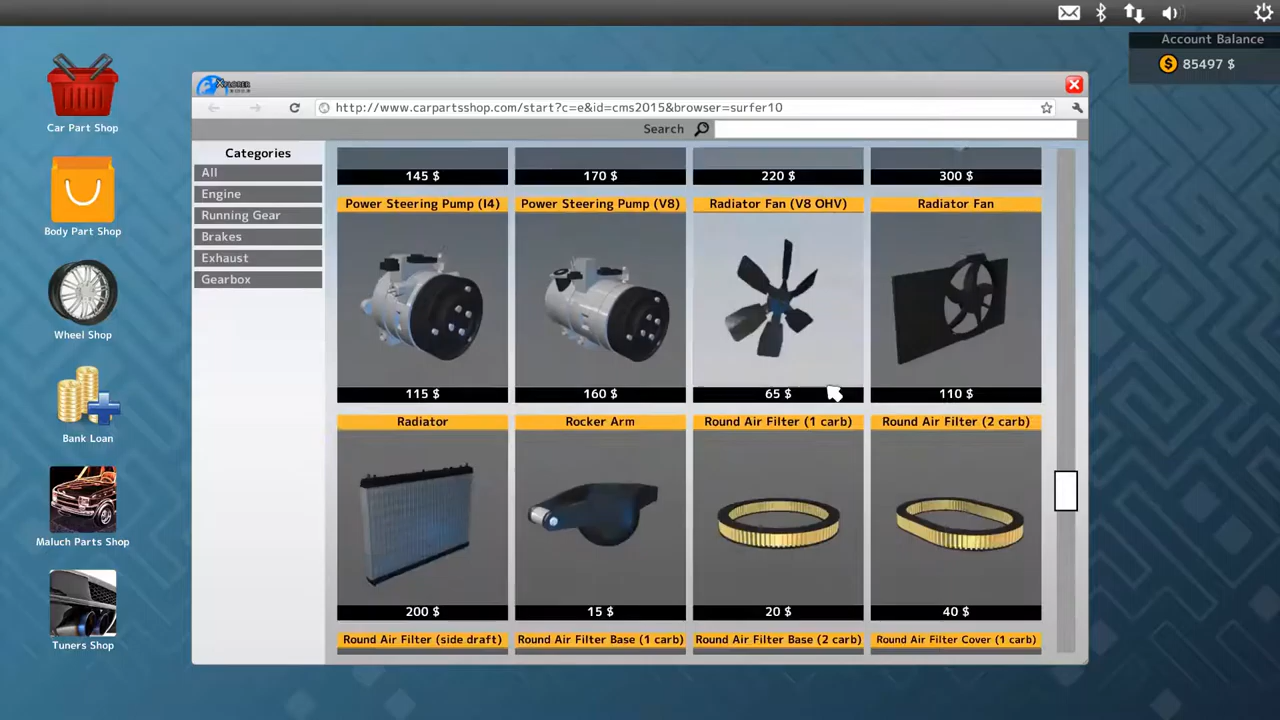 Account Balance
85497 $
Car Part Shop
Body Part Shop
Wheel Shop
Bank Loan
Maluch Parts Shop
Tuners Shop
XPLORER
http://www.carpartsshop.com/start?c=e&id=cms2015&browser=surfer10
Search
Categories
All
Engine
Running Gear
Brakes
Exhaust
Gearbox
145 $ 170 $ 220 $ 300 $
Power Steering Pump (I4) Power Steering Pump (V8) Radiator Fan (V8 OHV) Radiator Fan
115 $ 160 $ 65 $ 110 $
Radiator Rocker Arm Round Air Filter (1 carb) Round Air Filter (2 carb)
200 $ 15 $ 20 $ 40 $
Round Air Filter (side draft) Round Air Filter Base (1 carb) Round Air Filter Base (2 carb) Round Air Filter Cover (1 carb)